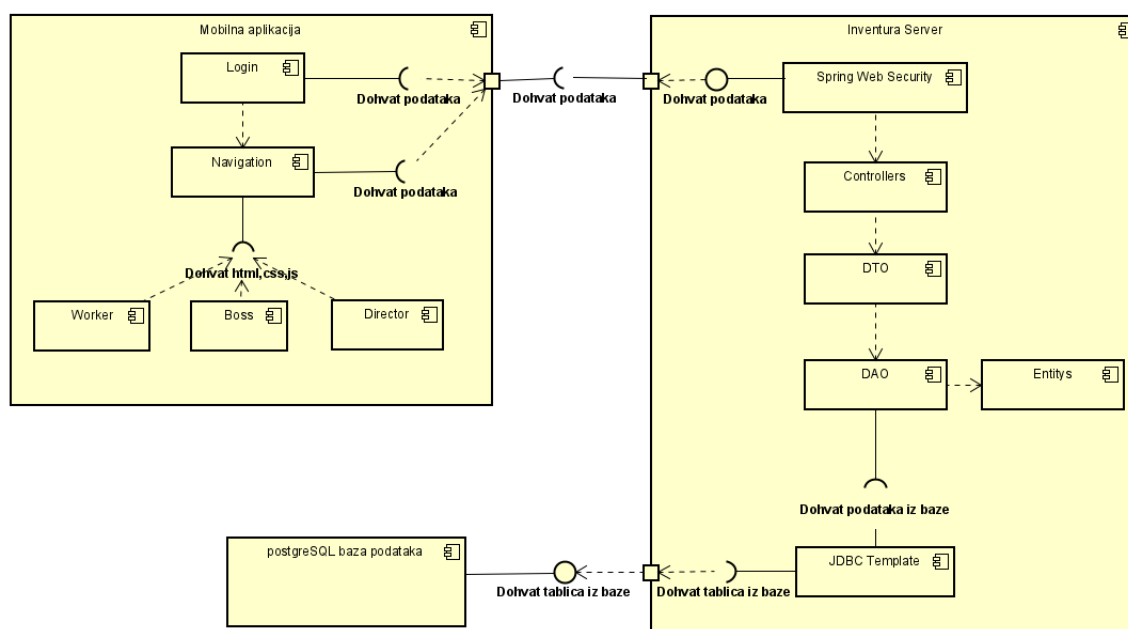 Mobilna aplikacija
Login
Dohvat podataka
Navigation
Dohvat podataka
Dohvat html,css,js
Worker
Boss
Director
Dohvat podataka
Inventura Server
Spring Web Security
Dohvat podataka
Controllers
DTO
DAO
Entitys
Dohvat podataka iz baze
JDBC Template
Dohvat tablica iz baze
Dohvat tablica iz baze
postgreSQL baza podataka